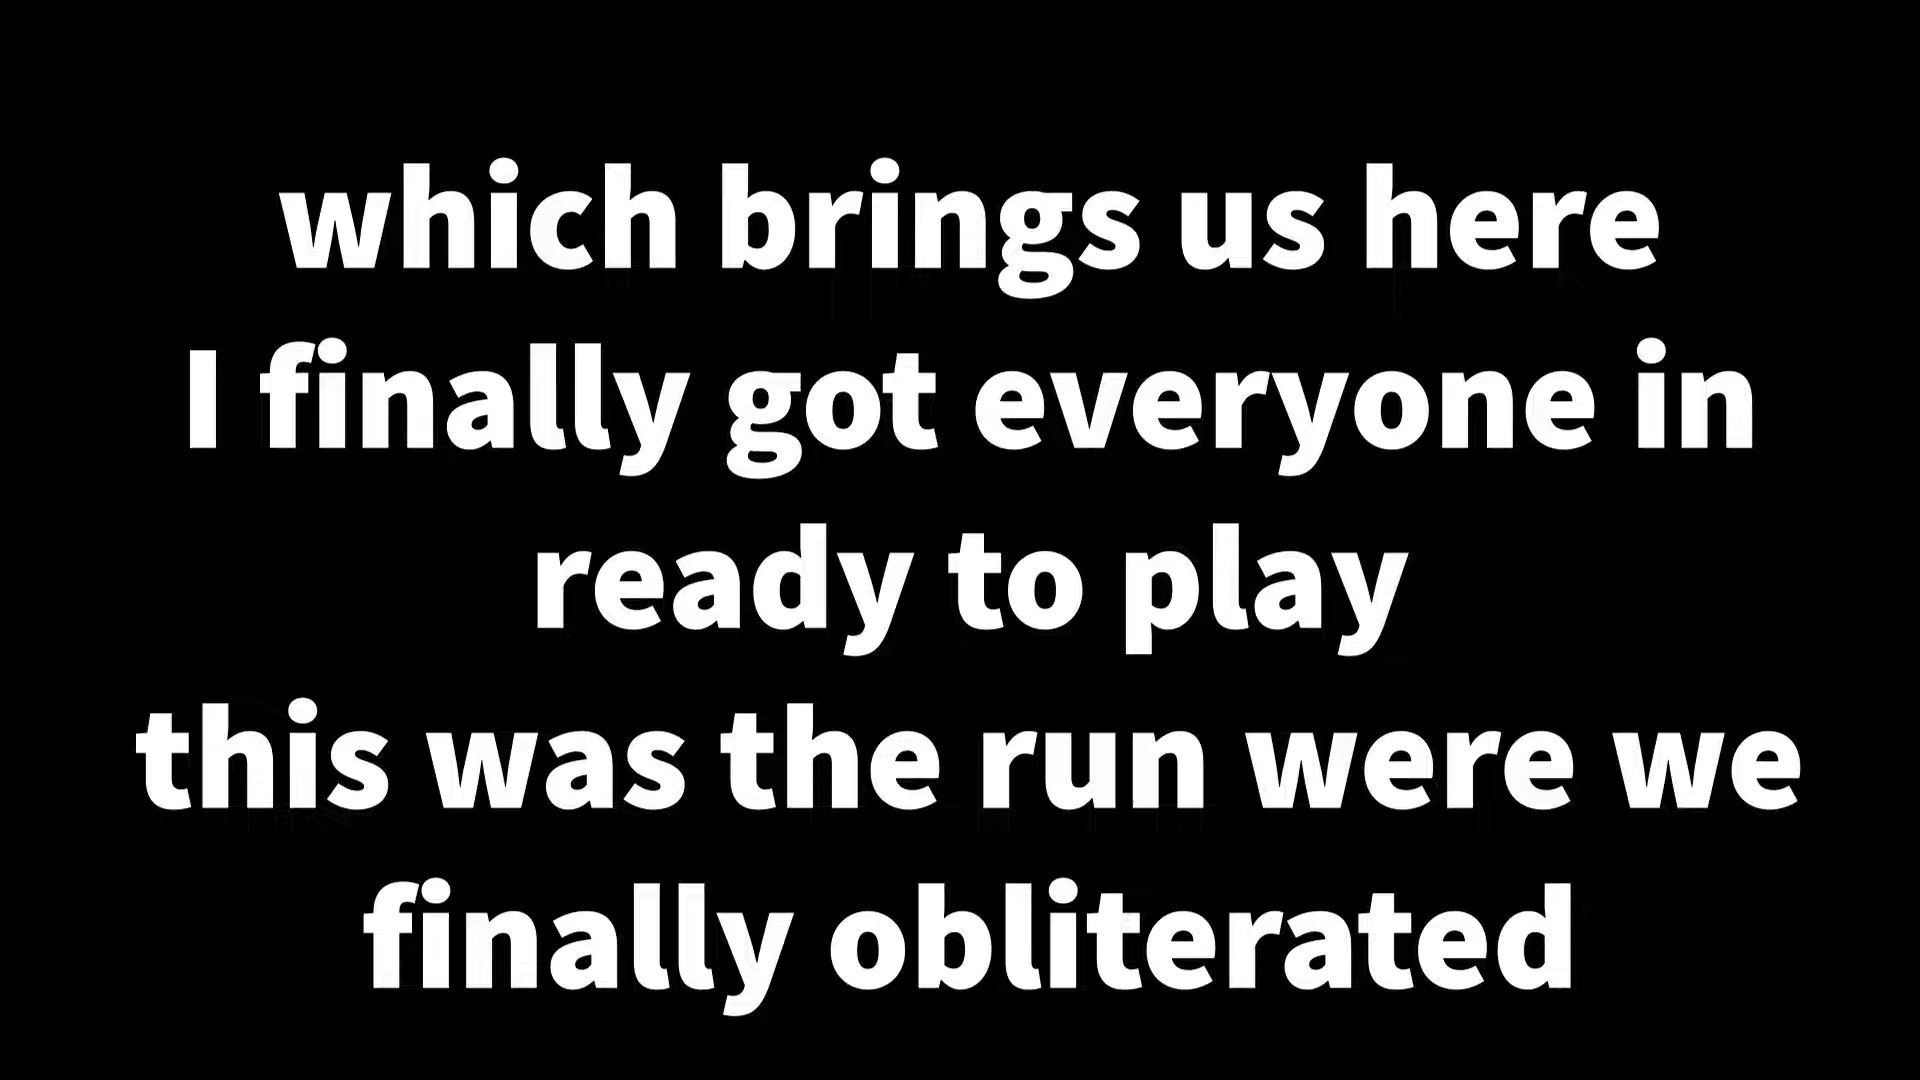 which brings us here
I finally got everyone in
ready to play
this was the run were we
finally obliterated